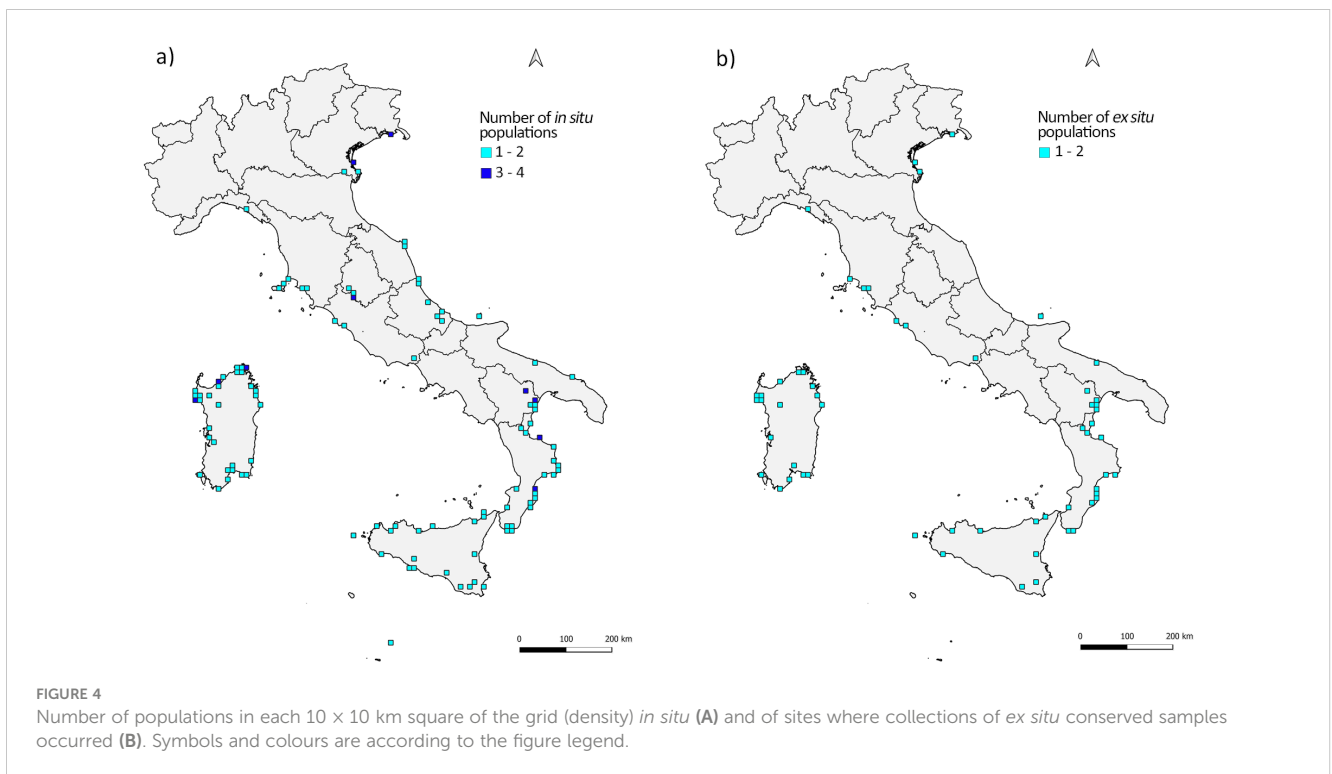 a)
Number of in situ
populations
1 - 2
3 - 4
0 100 200 km
b)
Number of ex situ
populations
1 - 2
0 100 200 km
FIGURE 4
Number of populations in each 10 × 10 km square of the grid (density) in situ (A) and of sites where collections of ex situ conserved samples
occurred (B). Symbols and colours are according to the figure legend.